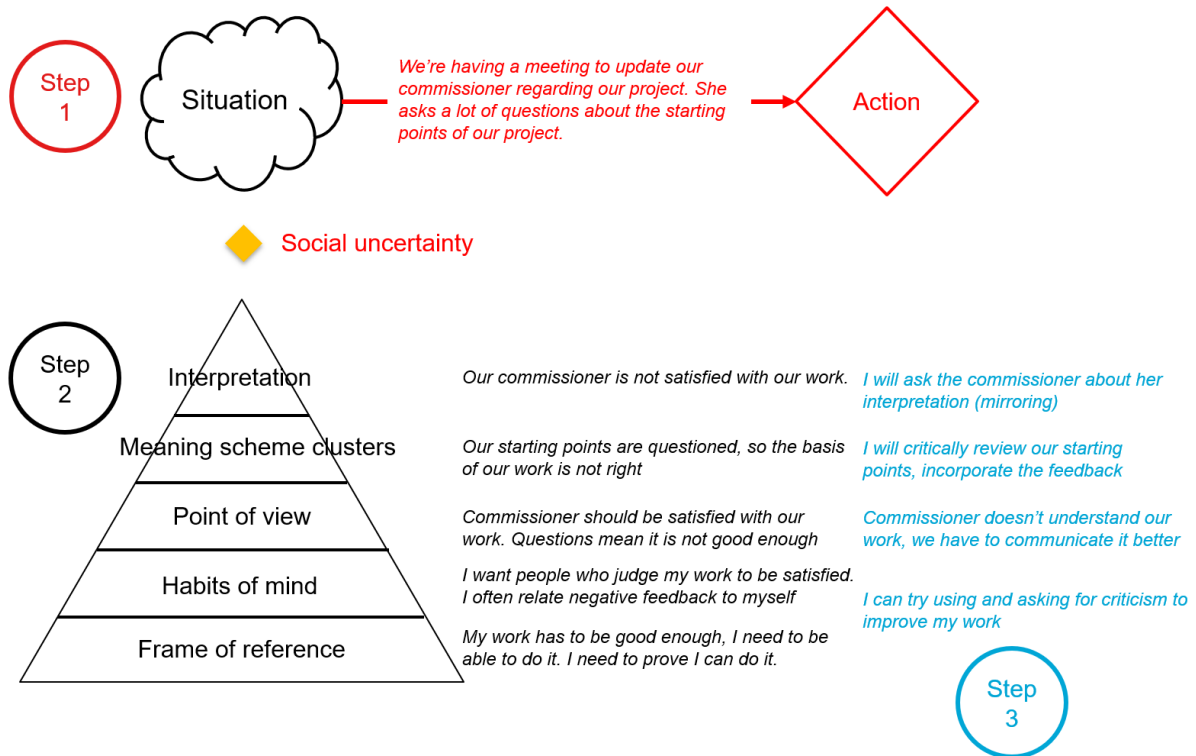 Step
1
Situation
We're having a meeting to update our
commissioner regarding our project. She
asks a lot of questions about the starting
points of our project.
Action
Social uncertainty
Step
2
Interpretation
Our commissioner is not satisfied with our work.
I will ask the commissioner about her
interpretation (mirroring)
Meaning scheme clusters
Our starting points are questioned, so the basis
of our work is not right
I will critically review our starting
points, incorporate the feedback
Point of view
Commissioner should be satisfied with our
work. Questions mean it is not good enough
Commissioner doesn't understand our
work, we have to communicate it better
Habits of mind
I want people who judge my work to be satisfied.
I often relate negative feedback to myself
I can try using and asking for criticism to
improve my work
Frame of reference
My work has to be good enough, I need to be
able to do it. I need to prove I can do it.
Step
3